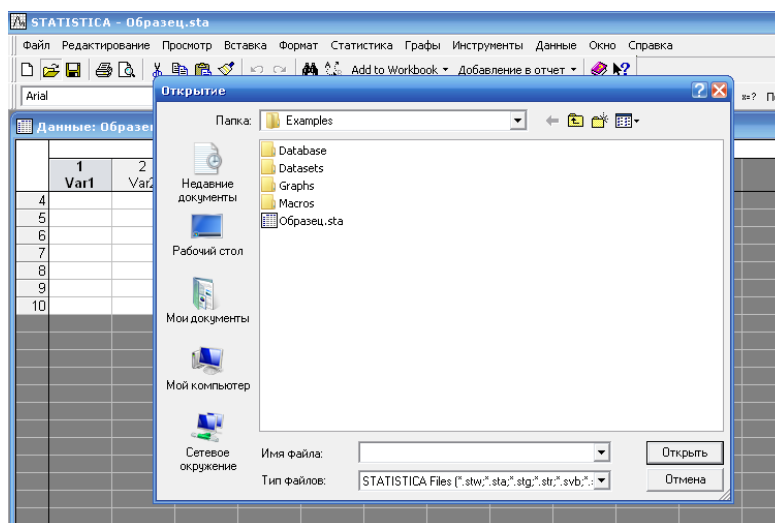 STATISTICA - Образец.sta
Файл Редактирование Просмотр Вставка Формат Статистика Графы Инструменты Данные Окно Справка
Add to Workbook Добавление в отчет
Arial
Данные:
1 2
Var1
4
5
6
7
8
9
10
Открытие
Папка: Examples
Недавние документы
Рабочий стол
Мои документы
Мой компьютер
Сетевое окружение
Database
Datasets
Graphs
Macros
Образец.sta
Имя файла:
Открыть
Тип файлов: STATISTICA Files (*.stw;*.sta;*.stg;*.str;*.svb;*.
Отмена